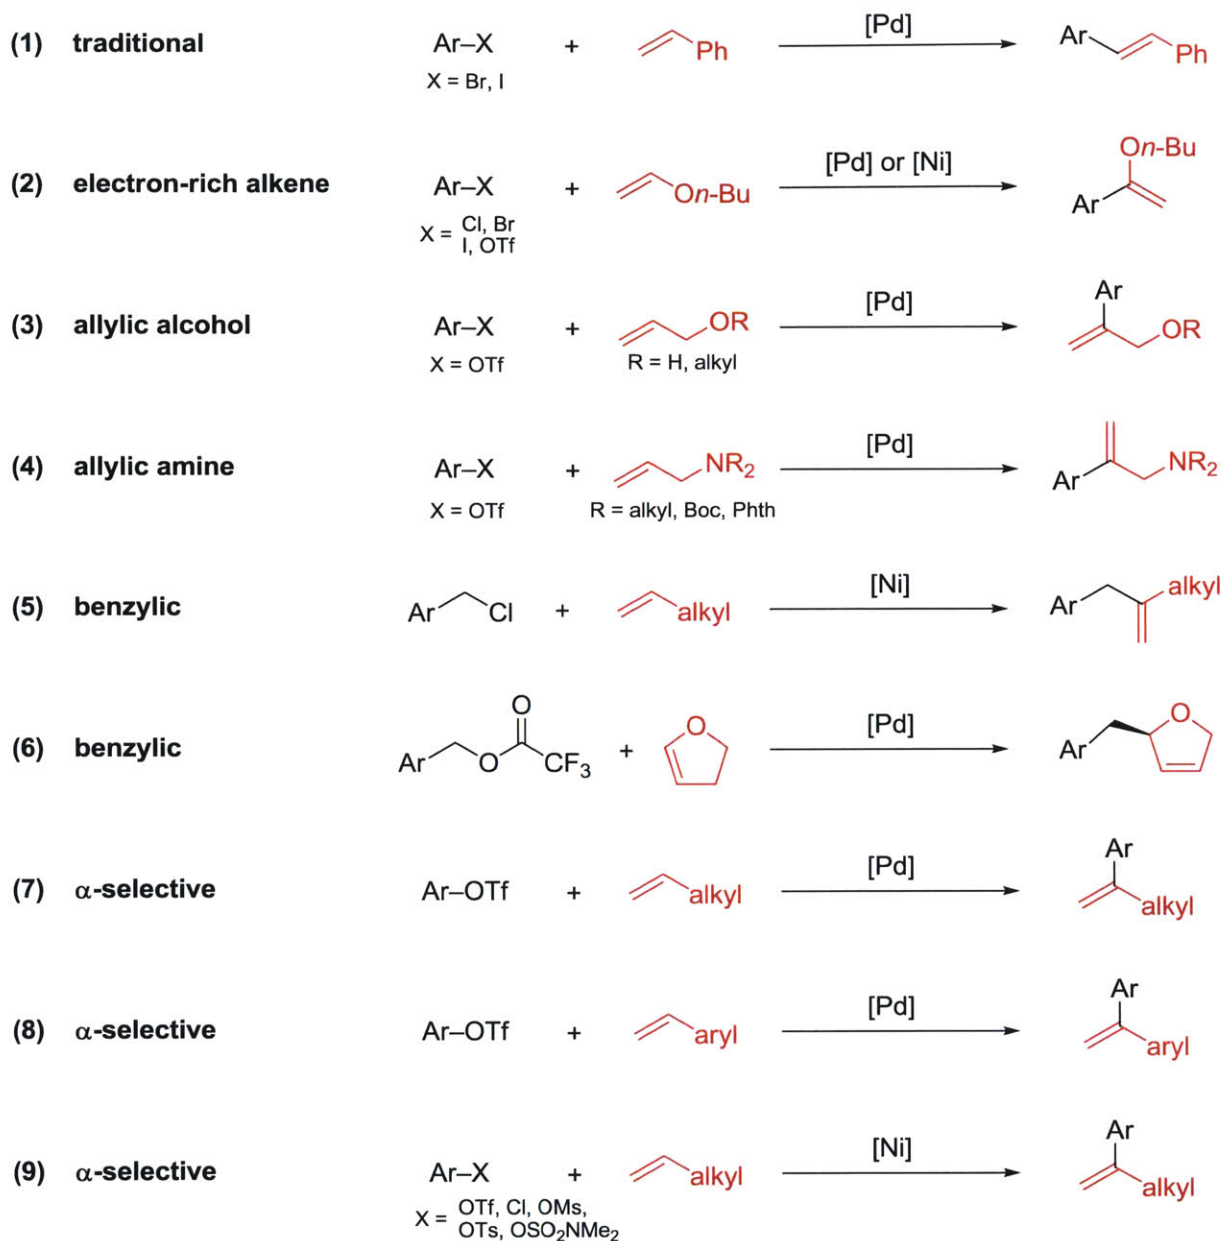 (1) traditional Ar–X + Ph [Pd] Ar Ph
X = Br, I
(2) electron-rich alkene Ar–X + On-Bu [Pd] or [Ni] On-Bu Ar
X = Cl, Br
I, OTf
(3) allylic alcohol Ar–X + OR [Pd] Ar OR
X = OTf R = H, alkyl
(4) allylic amine Ar–X + NR2 [Pd] Ar NR2
X = OTf R = alkyl, Boc, Phth
(5) benzylic Ar Cl + alkyl [Ni] Ar alkyl
(6) benzylic Ar O O CF3 + O [Pd] Ar O
(7) α-selective Ar–OTf + alkyl [Pd] Ar alkyl
(8) α-selective Ar–OTf + aryl [Pd] Ar aryl
(9) α-selective Ar–X + alkyl [Ni] Ar alkyl
X = OTf, Cl, OMs,
OTs, OSO2NMe2